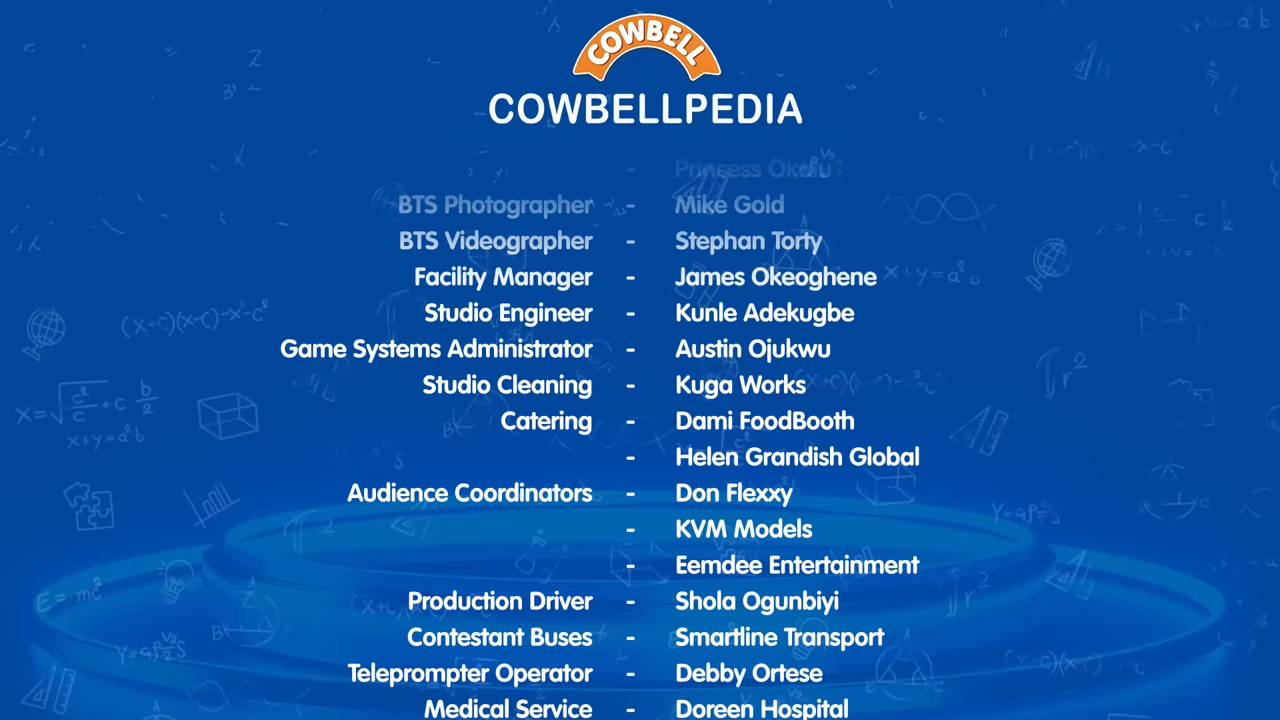 COWBELL
COWBELLPEDIA
- Princess Okafu
BTS Photographer - Mike Gold
BTS Videographer - Stephan Torty
Facility Manager - James Okeoghene
Studio Engineer - Kunle Adekugbe
Game Systems Administrator - Austin Ojukwu
Studio Cleaning - Kuga Works
Catering - Dami FoodBooth
- Helen Grandish Global
Audience Coordinators - Don Flexxy
- KVM Models
- Eemdee Entertainment
Production Driver - Shola Ogunbiyi
Contestant Buses - Smartline Transport
Teleprompter Operator - Debby Ortese
Medical Service - Doreen Hospital